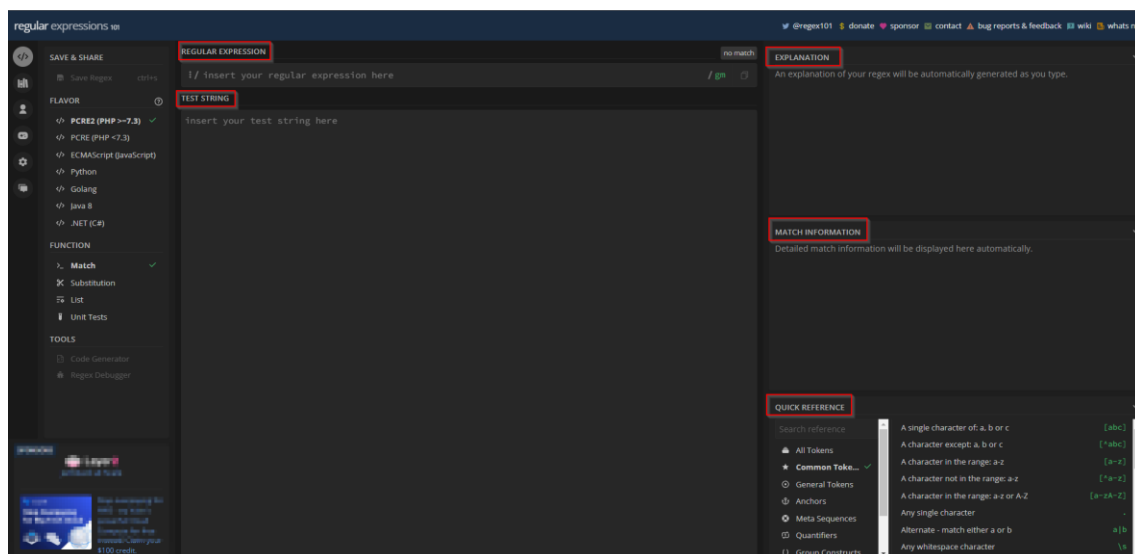 regular expressions 101
@regex101 $ donate sponsor contact bug reports & feedback wiki whats n
SAVE & SHARE
Save Regex ctrl+s
FLAVOR
</> PCRE2 (PHP >=7.3)
</> PCRE (PHP <7.3)
</> ECMAScript (JavaScript)
</> Python
</> Golang
</> Java 8
</> .NET (C#)
FUNCTION
Match
Substitution
List
Unit Tests
TOOLS
Code Generator
Regex Debugger
$100 credit.
REGULAR EXPRESSION no match
/ insert your regular expression here / gm
TEST STRING
insert your test string here
EXPLANATION
An explanation of your regex will be automatically generated as you type.
MATCH INFORMATION
Detailed match information will be displayed here automatically.
QUICK REFERENCE
Search reference
All Tokens
Common Toke...
General Tokens
Anchors
Meta Sequences
Quantifiers
Group Constructs
A single character of: a, b or c [abc]
A character except: a, b or c [^abc]
A character in the range: a-z [a-z]
A character not in the range: a-z [^a-z]
A character in the range: a-z or A-Z [a-zA-Z]
Any single character .
Alternate - match either a or b a|b
Any whitespace character \s